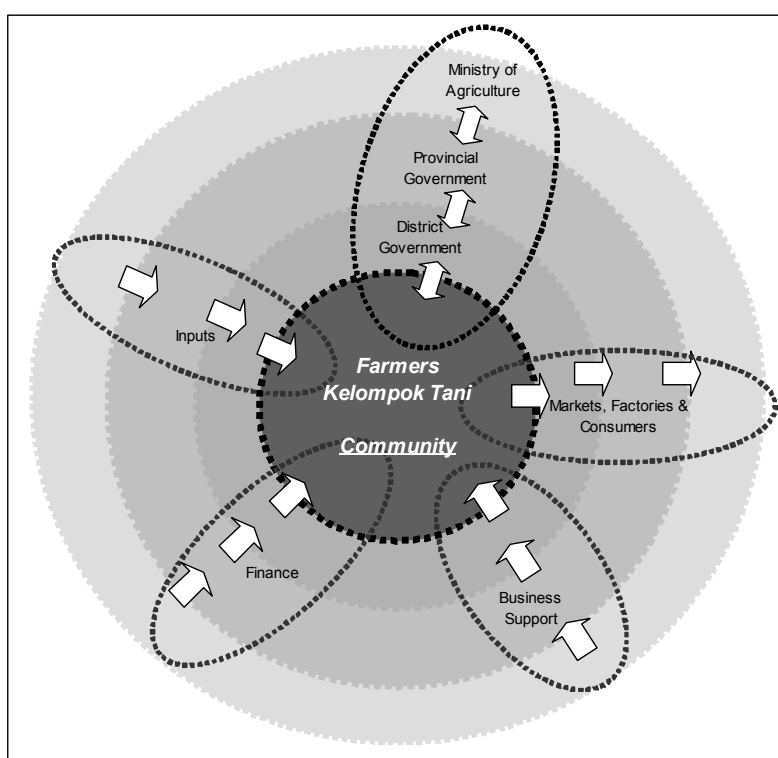 Ministry of
Agriculture
Provincial
Government
District
Government
Inputs
Farmers
Kelompok Tani
Community
Markets, Factories &
Consumers
Finance
Business
Support